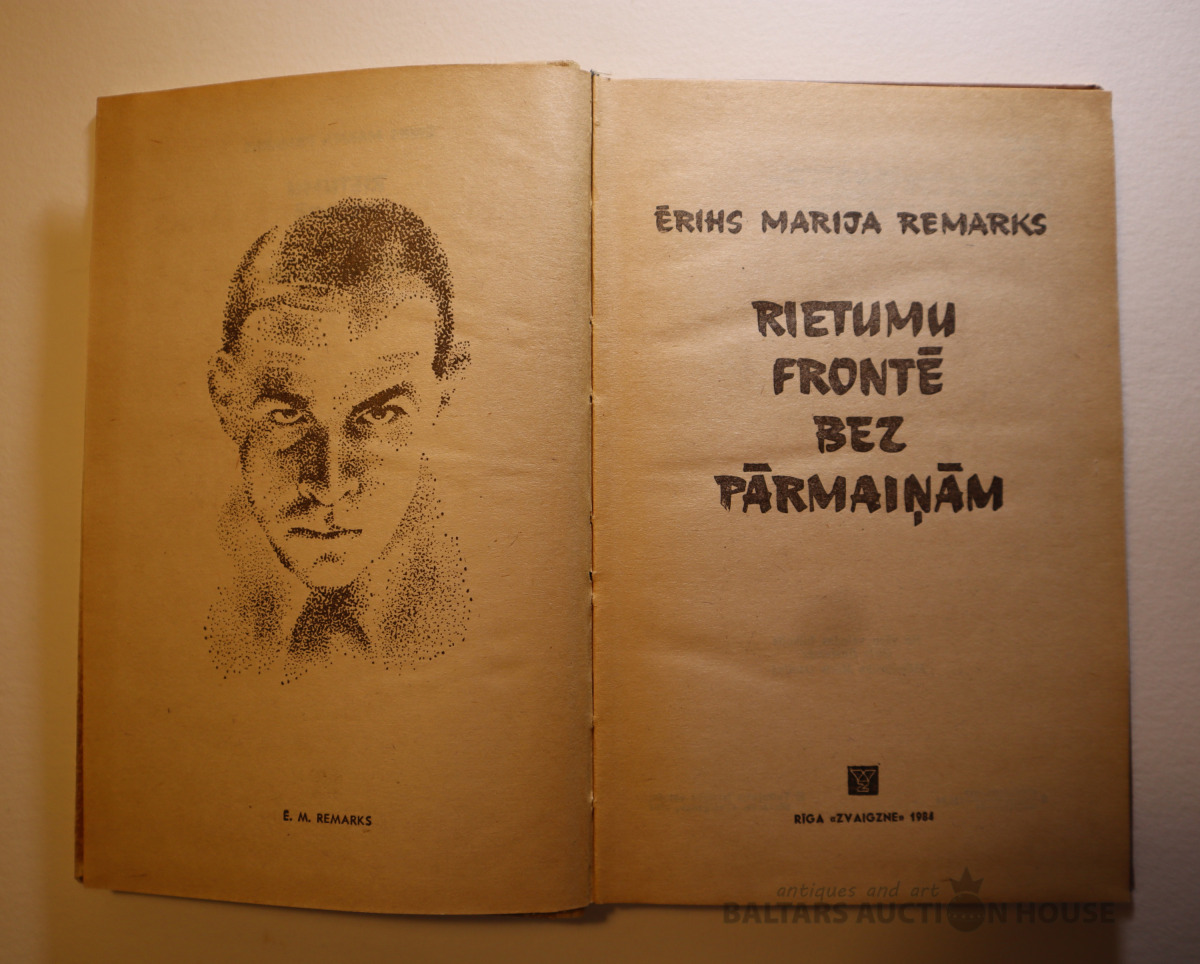 Ē. M. REMARKS
ĒRIHS MARIJA REMARKS
RIETUMU
FRONTĒ
BEZ
PĀRMAIŅĀM
RĪGA «ZVAIGZNE» 1984
antiques and art
BALTARS AUCTION HOUSE